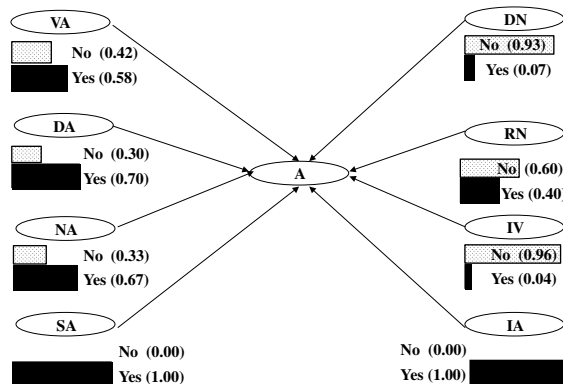 VA
No (0.42)
Yes (0.58)
DA
No (0.30)
Yes (0.70)
NA
No (0.33)
Yes (0.67)
SA
No (0.00)
Yes (1.00)
A
DN
No (0.93)
Yes (0.07)
RN
No (0.60)
Yes (0.40)
IV
No (0.96)
Yes (0.04)
IA
No (0.00)
Yes (1.00)